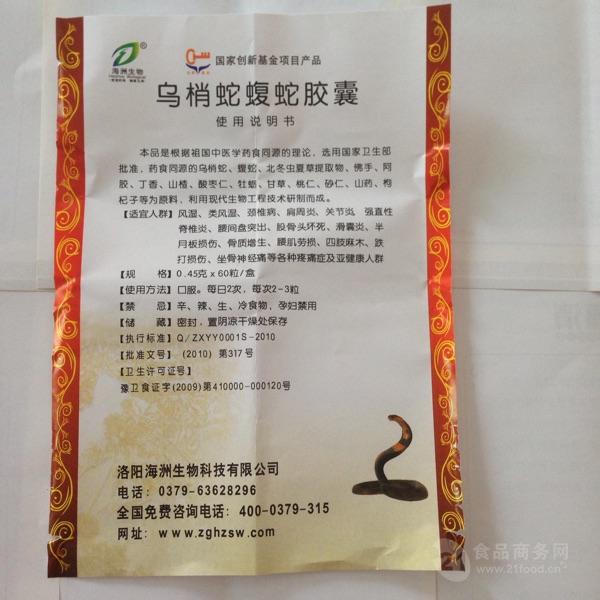 海洲生物
®
国家创新基金项目产品
乌梢蛇蝮蛇胶囊
使用说明书
本品是根据祖国中医学药食同源的理论，选用国家卫生部
批准，药食同源的乌梢蛇、蝮蛇、北冬虫夏草提取物、佛手、阿
胶、丁香、山楂、酸枣仁、牡蛎、甘草、桃仁、砂仁、山药、枸
杞子等为原料，利用现代生物工程技术研制而成。
【适宜人群】风湿、类风湿、颈椎病、肩周炎、关节炎、强直性
脊椎炎、腰间盘突出、股骨头坏死、滑囊炎、半
月板损伤、骨质增生、腰肌劳损、四肢麻木、跌
打损伤、坐骨神经痛等各种疼痛症及亚健康人群
【规　　格】0.45克x60粒/盒
【使用方法】口服。每日2次，每次2-3粒
【禁　　忌】辛、辣、生、冷食物，孕妇禁用
【储　　藏】密封，置阴凉干燥处保存
【执行标准】Q/ZXYY0001S-2010
【批准文号】(2010)第317号
【卫生许可证号】
豫卫食证字(2009)第410000-000120号
洛阳海洲生物科技有限公司
电话：0379-63628296
全国免费咨询电话：400-0379-315
网址：www.zghzsw.com
食品商务网
www.21food.cn